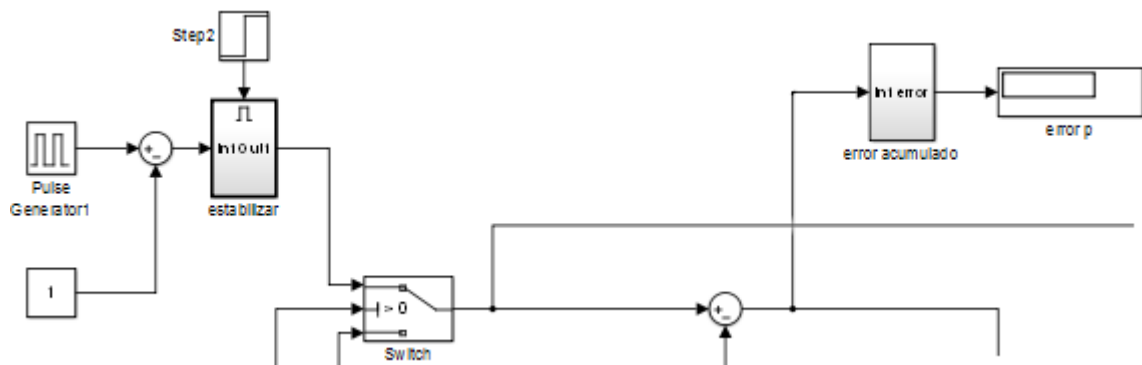 Step2
In1 error
error p
error acumulado
In1 Out1
Pulse
Generator1
estabilizar
1
> 0
Switch